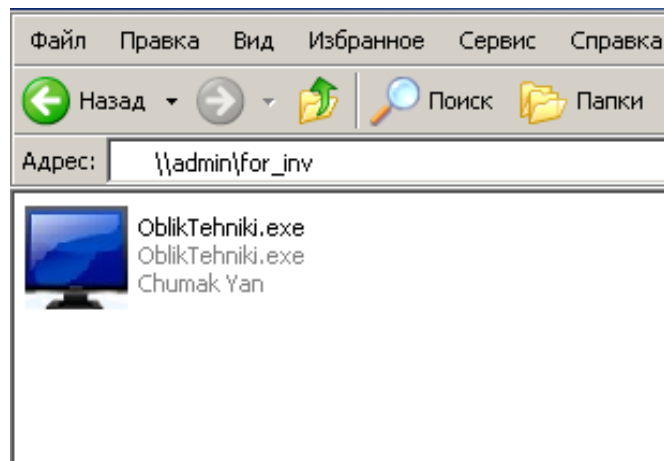 Файл Правка Вид Избранное Сервис Справка
Назад Поиск Папки
Адрес: \\admin\for_inv
OblikTehniki.exe
OblikTehniki.exe
Chumak Yan